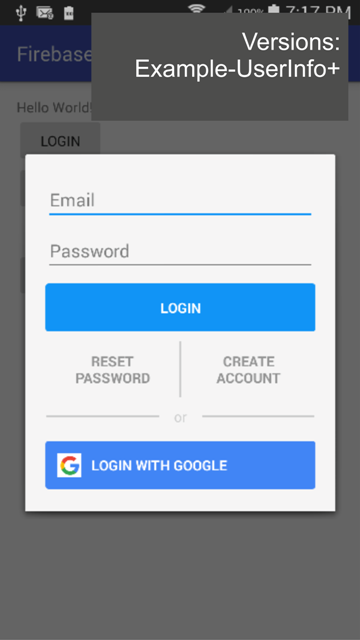 100% 7:17 PM
Versions:
Example-UserInfo+
Firebase
Hello World!
LOGIN
Email
Password
LOGIN
RESET PASSWORD
CREATE ACCOUNT
or
G LOGIN WITH GOOGLE